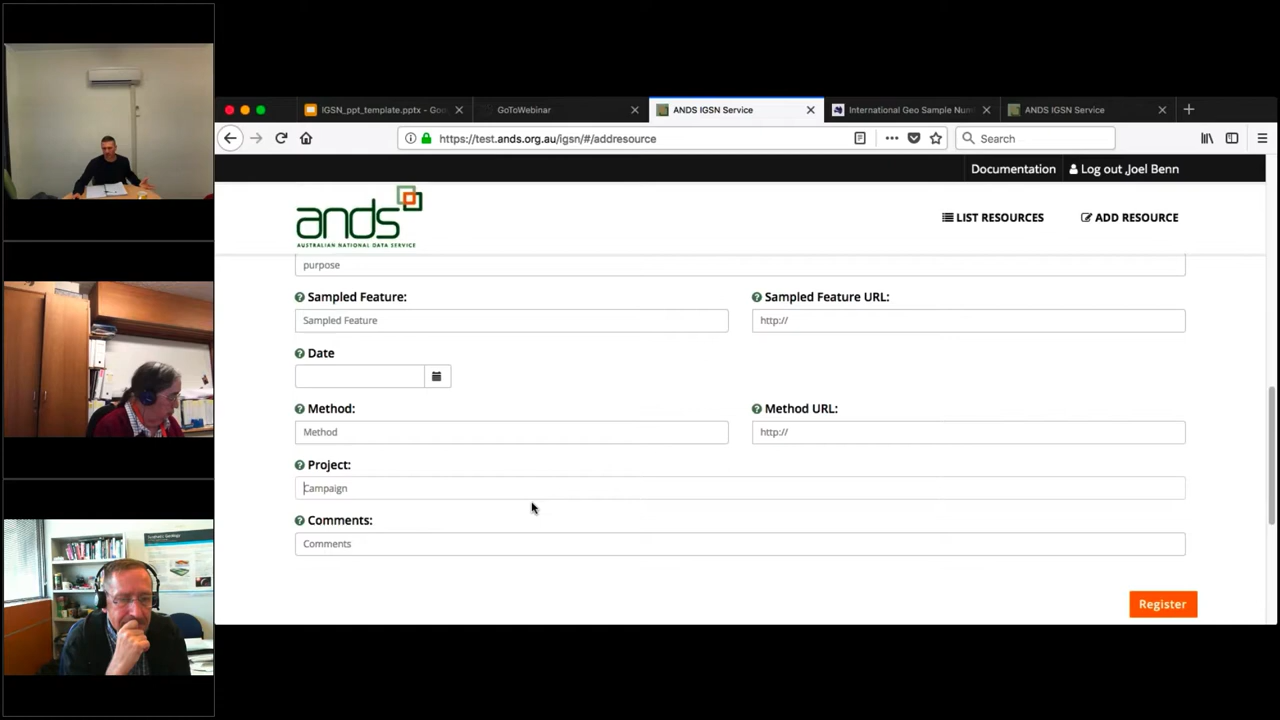 IGSN_ppt_template.pptx - Goo
GoToWebinar
ANDS IGSN Service
International Geo Sample Num
ANDS IGSN Service
https://test.ands.org.au/igsn/#/addresource
Search
Documentation
Log out ,Joel Benn
ands
AUSTRALIAN NATIONAL DATA SERVICE
LIST RESOURCES
ADD RESOURCE
purpose
Sampled Feature:
Sampled Feature URL:
Sampled Feature
http://
Date
Method:
Method URL:
Method
http://
Project:
Campaign
Comments:
Comments
Register